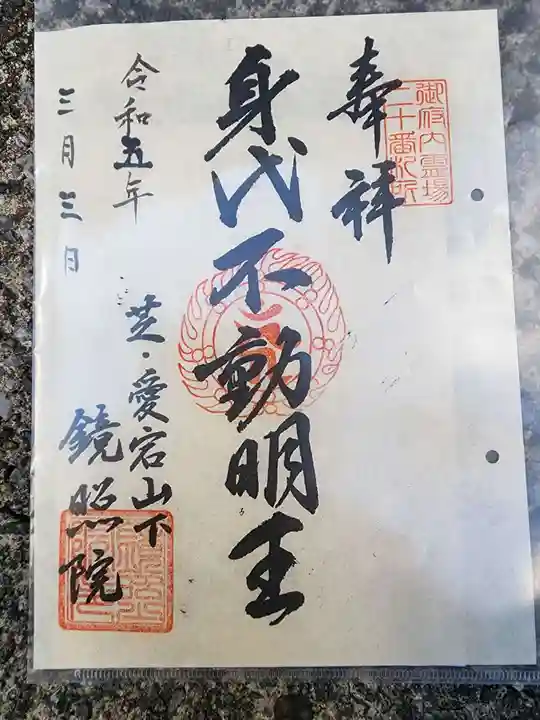 奉拝
御府内霊場
二十番札所
身代不動明王
芝・愛宕山下
鏡照院
令和五年
三月三日